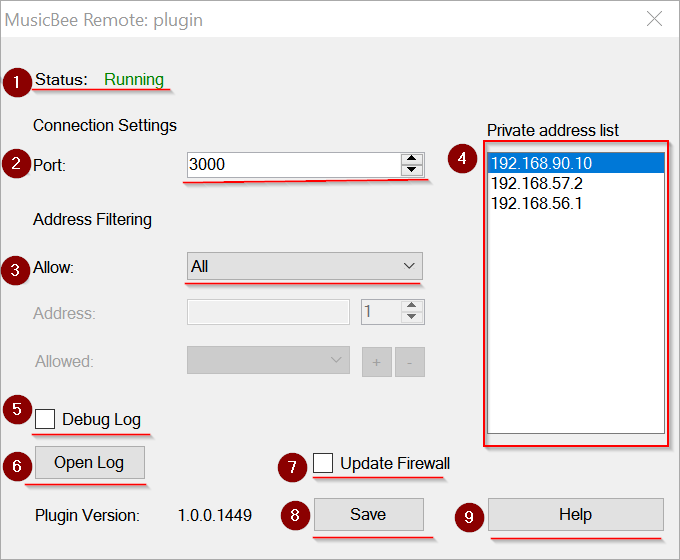 MusicBee Remote: plugin
1 Status: Running
Connection Settings
Private address list
2 Port: 3000
4
192.168.90.10
192.168.57.2
192.168.56.1
Address Filtering
3 Allow: All
Address: 1
Allowed: + -
5 Debug Log
6 Open Log
7 Update Firewall
Plugin Version: 1.0.0.1449
8 Save
9 Help